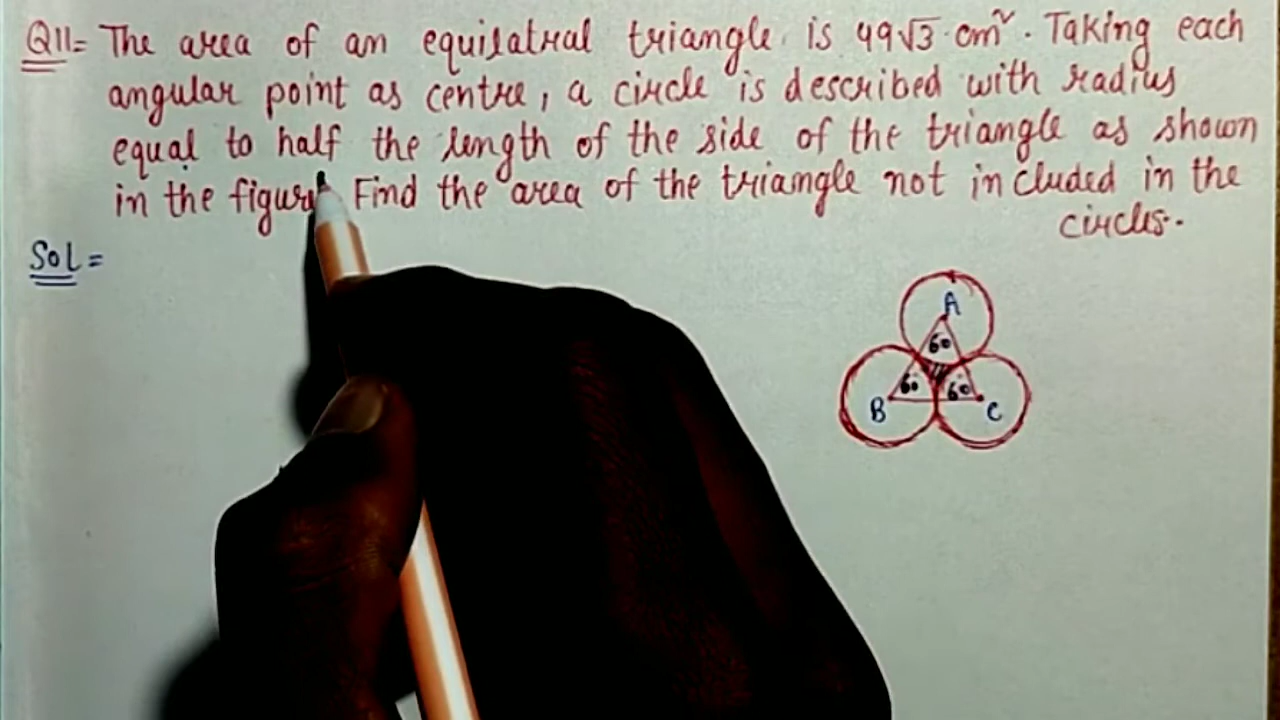 Q11= The area of an equilatral triangle is 49√3 cm². Taking each
angular point as centre, a circle is described with radius
equal to half the length of the side of the triangle as shown
in the Find the area of the triangle not included in the
circles.
Sol=
A
60
60 60
B C